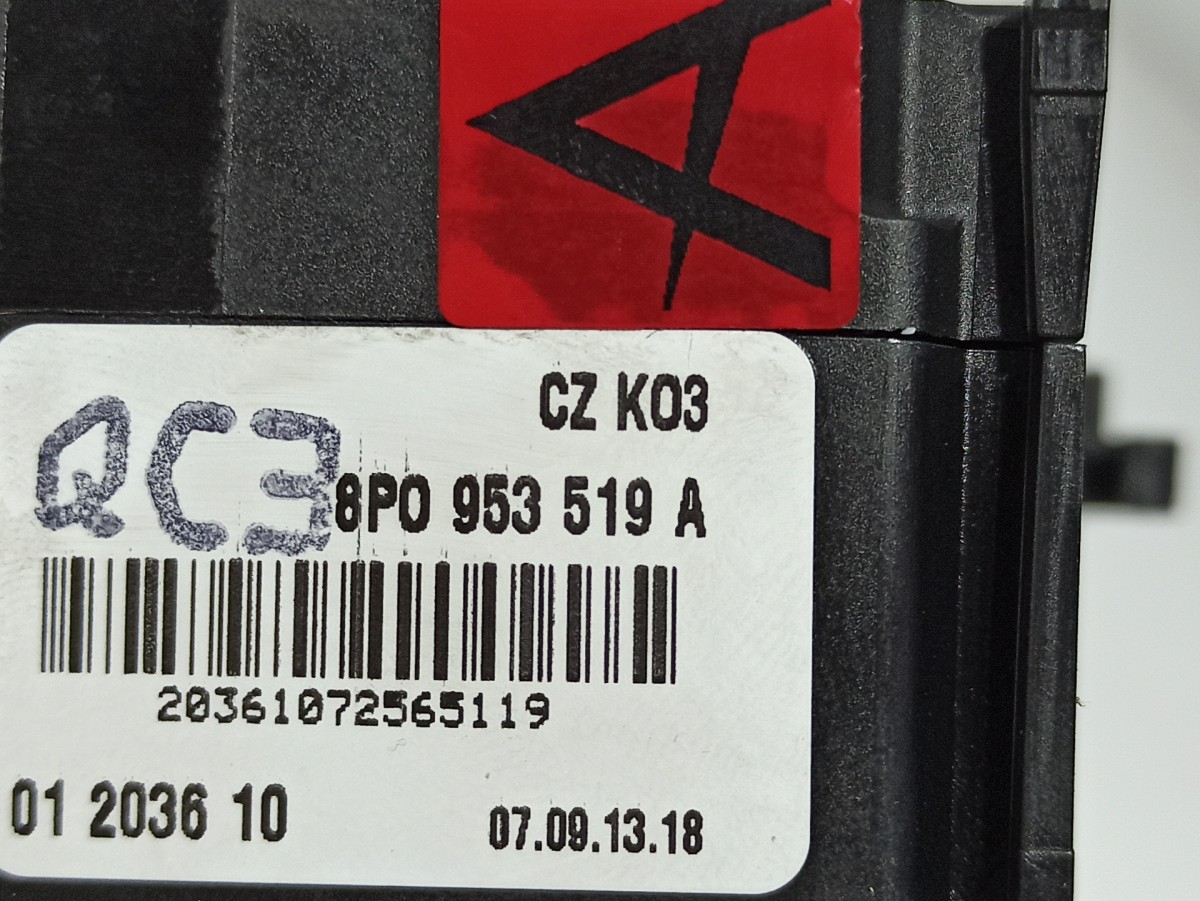 A
CZ K03
QC3
8P0 953 519 A
20361072565119
01 2036 10
07.09.13.18